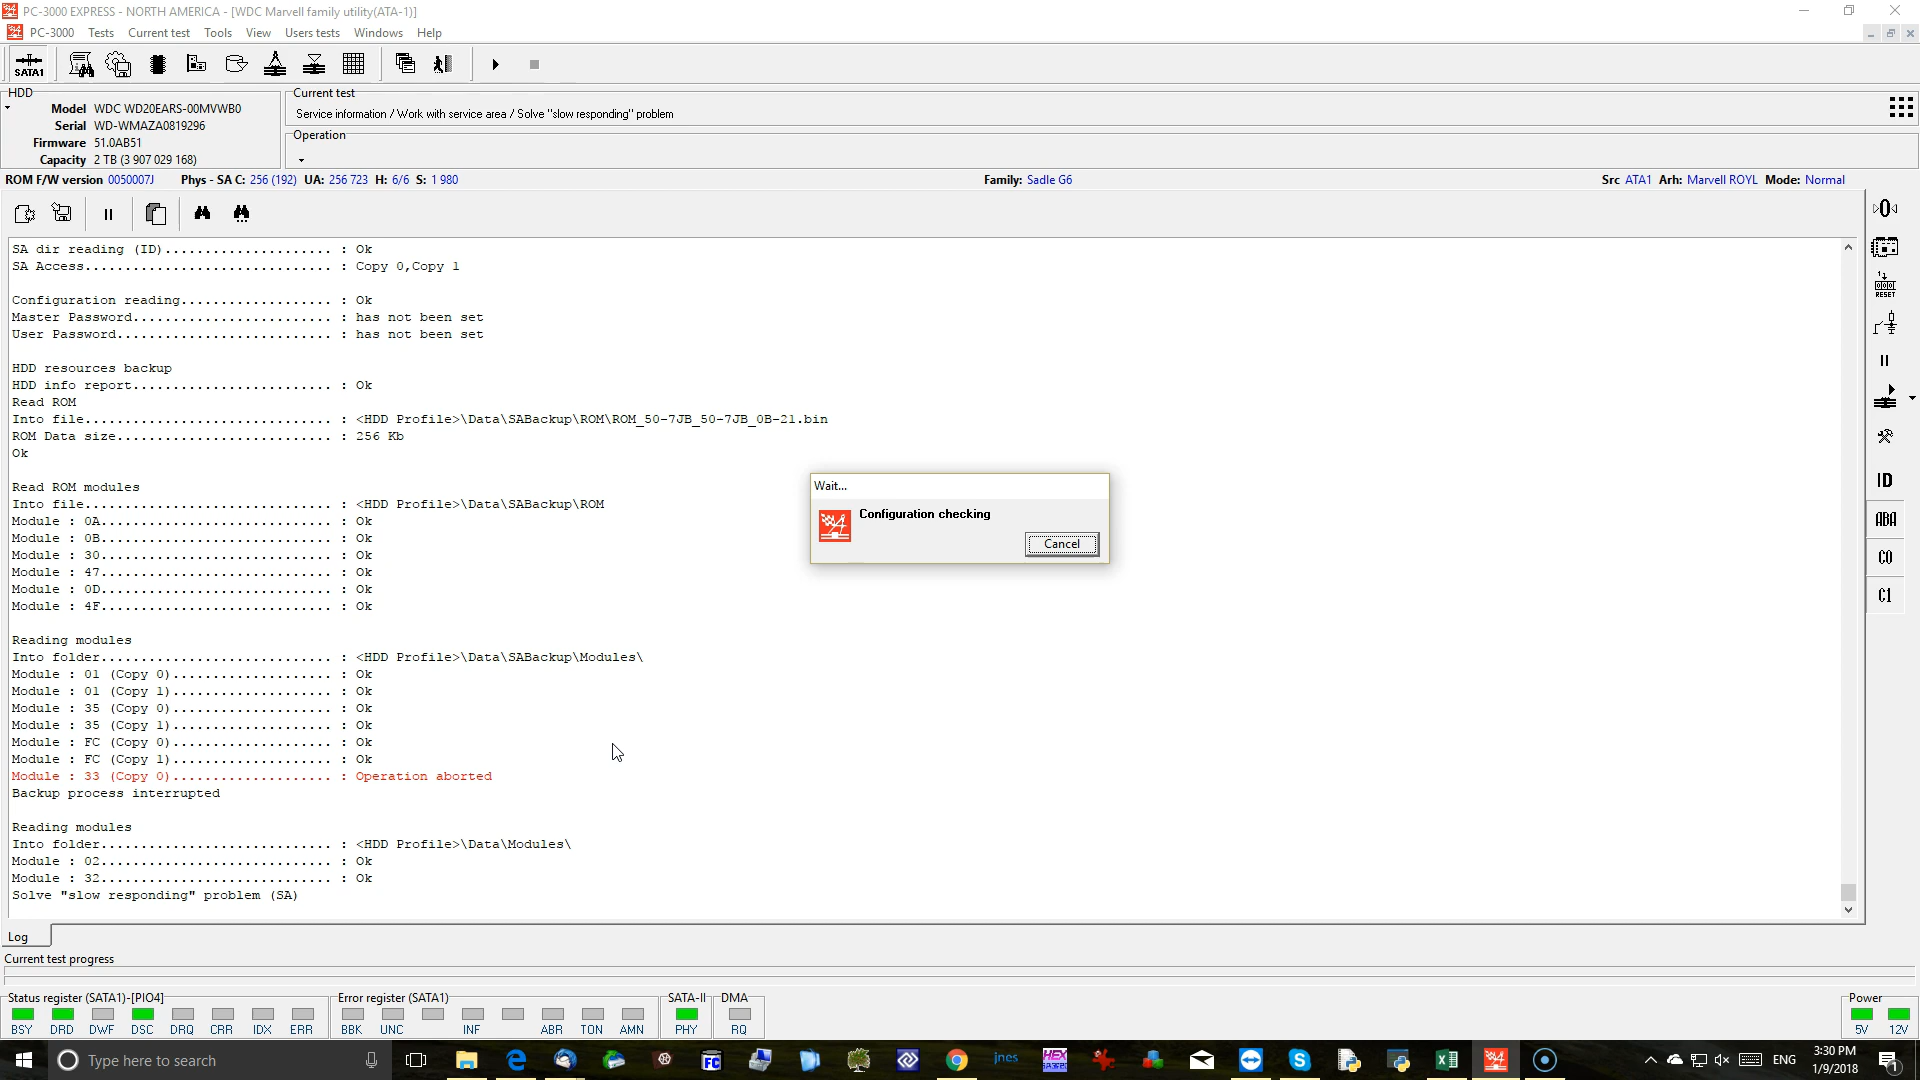 PC-3000 EXPRESS - NORTH AMERICA - [WDC Marvell family utility(ATA-1)]
PC-3000 Tests Current test Tools View Users tests Windows Help
SATA1
HDD
Model WDC WD20EARS-00MVWB0
Serial WD-WMAZA0819296
Firmware 51.0AB51
Capacity 2 TB (3 907 029 168)
Current test
Service information / Work with service area / Solve "slow responding" problem
Operation
ROM F/W version 0050007J Phys - SA C: 256 (192) UA: 256 723 H: 6/6 S: 1 980 Family: Sadle G6 Src ATA1 Arh: Marvell ROYL Mode: Normal
SA dir reading (ID)..................... : Ok
SA Access............................... : Copy 0,Copy 1
Configuration reading................... : Ok
Master Password......................... : has not been set
User Password........................... : has not been set
HDD resources backup
HDD info report......................... : Ok
Read ROM
Into file............................... : <HDD Profile>\Data\SABackup\ROM\ROM_50-7JB_50-7JB_0B-21.bin
ROM Data size........................... : 256 Kb
Ok
Read ROM modules
Into file............................... : <HDD Profile>\Data\SABackup\ROM
Module : 0A............................. : Ok
Module : 0B............................. : Ok
Module : 30............................. : Ok
Module : 47............................. : Ok
Module : 0D............................. : Ok
Module : 4F............................. : Ok
Reading modules
Into folder............................. : <HDD Profile>\Data\SABackup\Modules\
Module : 01 (Copy 0).................... : Ok
Module : 01 (Copy 1).................... : Ok
Module : 35 (Copy 0).................... : Ok
Module : 35 (Copy 1).................... : Ok
Module : FC (Copy 0).................... : Ok
Module : FC (Copy 1).................... : Ok
Module : 33 (Copy 0).................... : Operation aborted
Backup process interrupted
Reading modules
Into folder............................. : <HDD Profile>\Data\Modules\
Module : 02............................. : Ok
Module : 32............................. : Ok
Solve "slow responding" problem (SA)
Wait...
Configuration checking
Cancel
RESET
ID
ABA
C0
C1
Log
Current test progress
Status register (SATA1)-[PIO4] Error register (SATA1) SATA-II DMA Power
BSY DRD DWF DSC DRQ CRR IDX ERR BBK UNC INF ABR TON AMN PHY RQ 5V 12V
Type here to search
FC
jnes
HEX
ENG
3:30 PM
1/9/2018
1